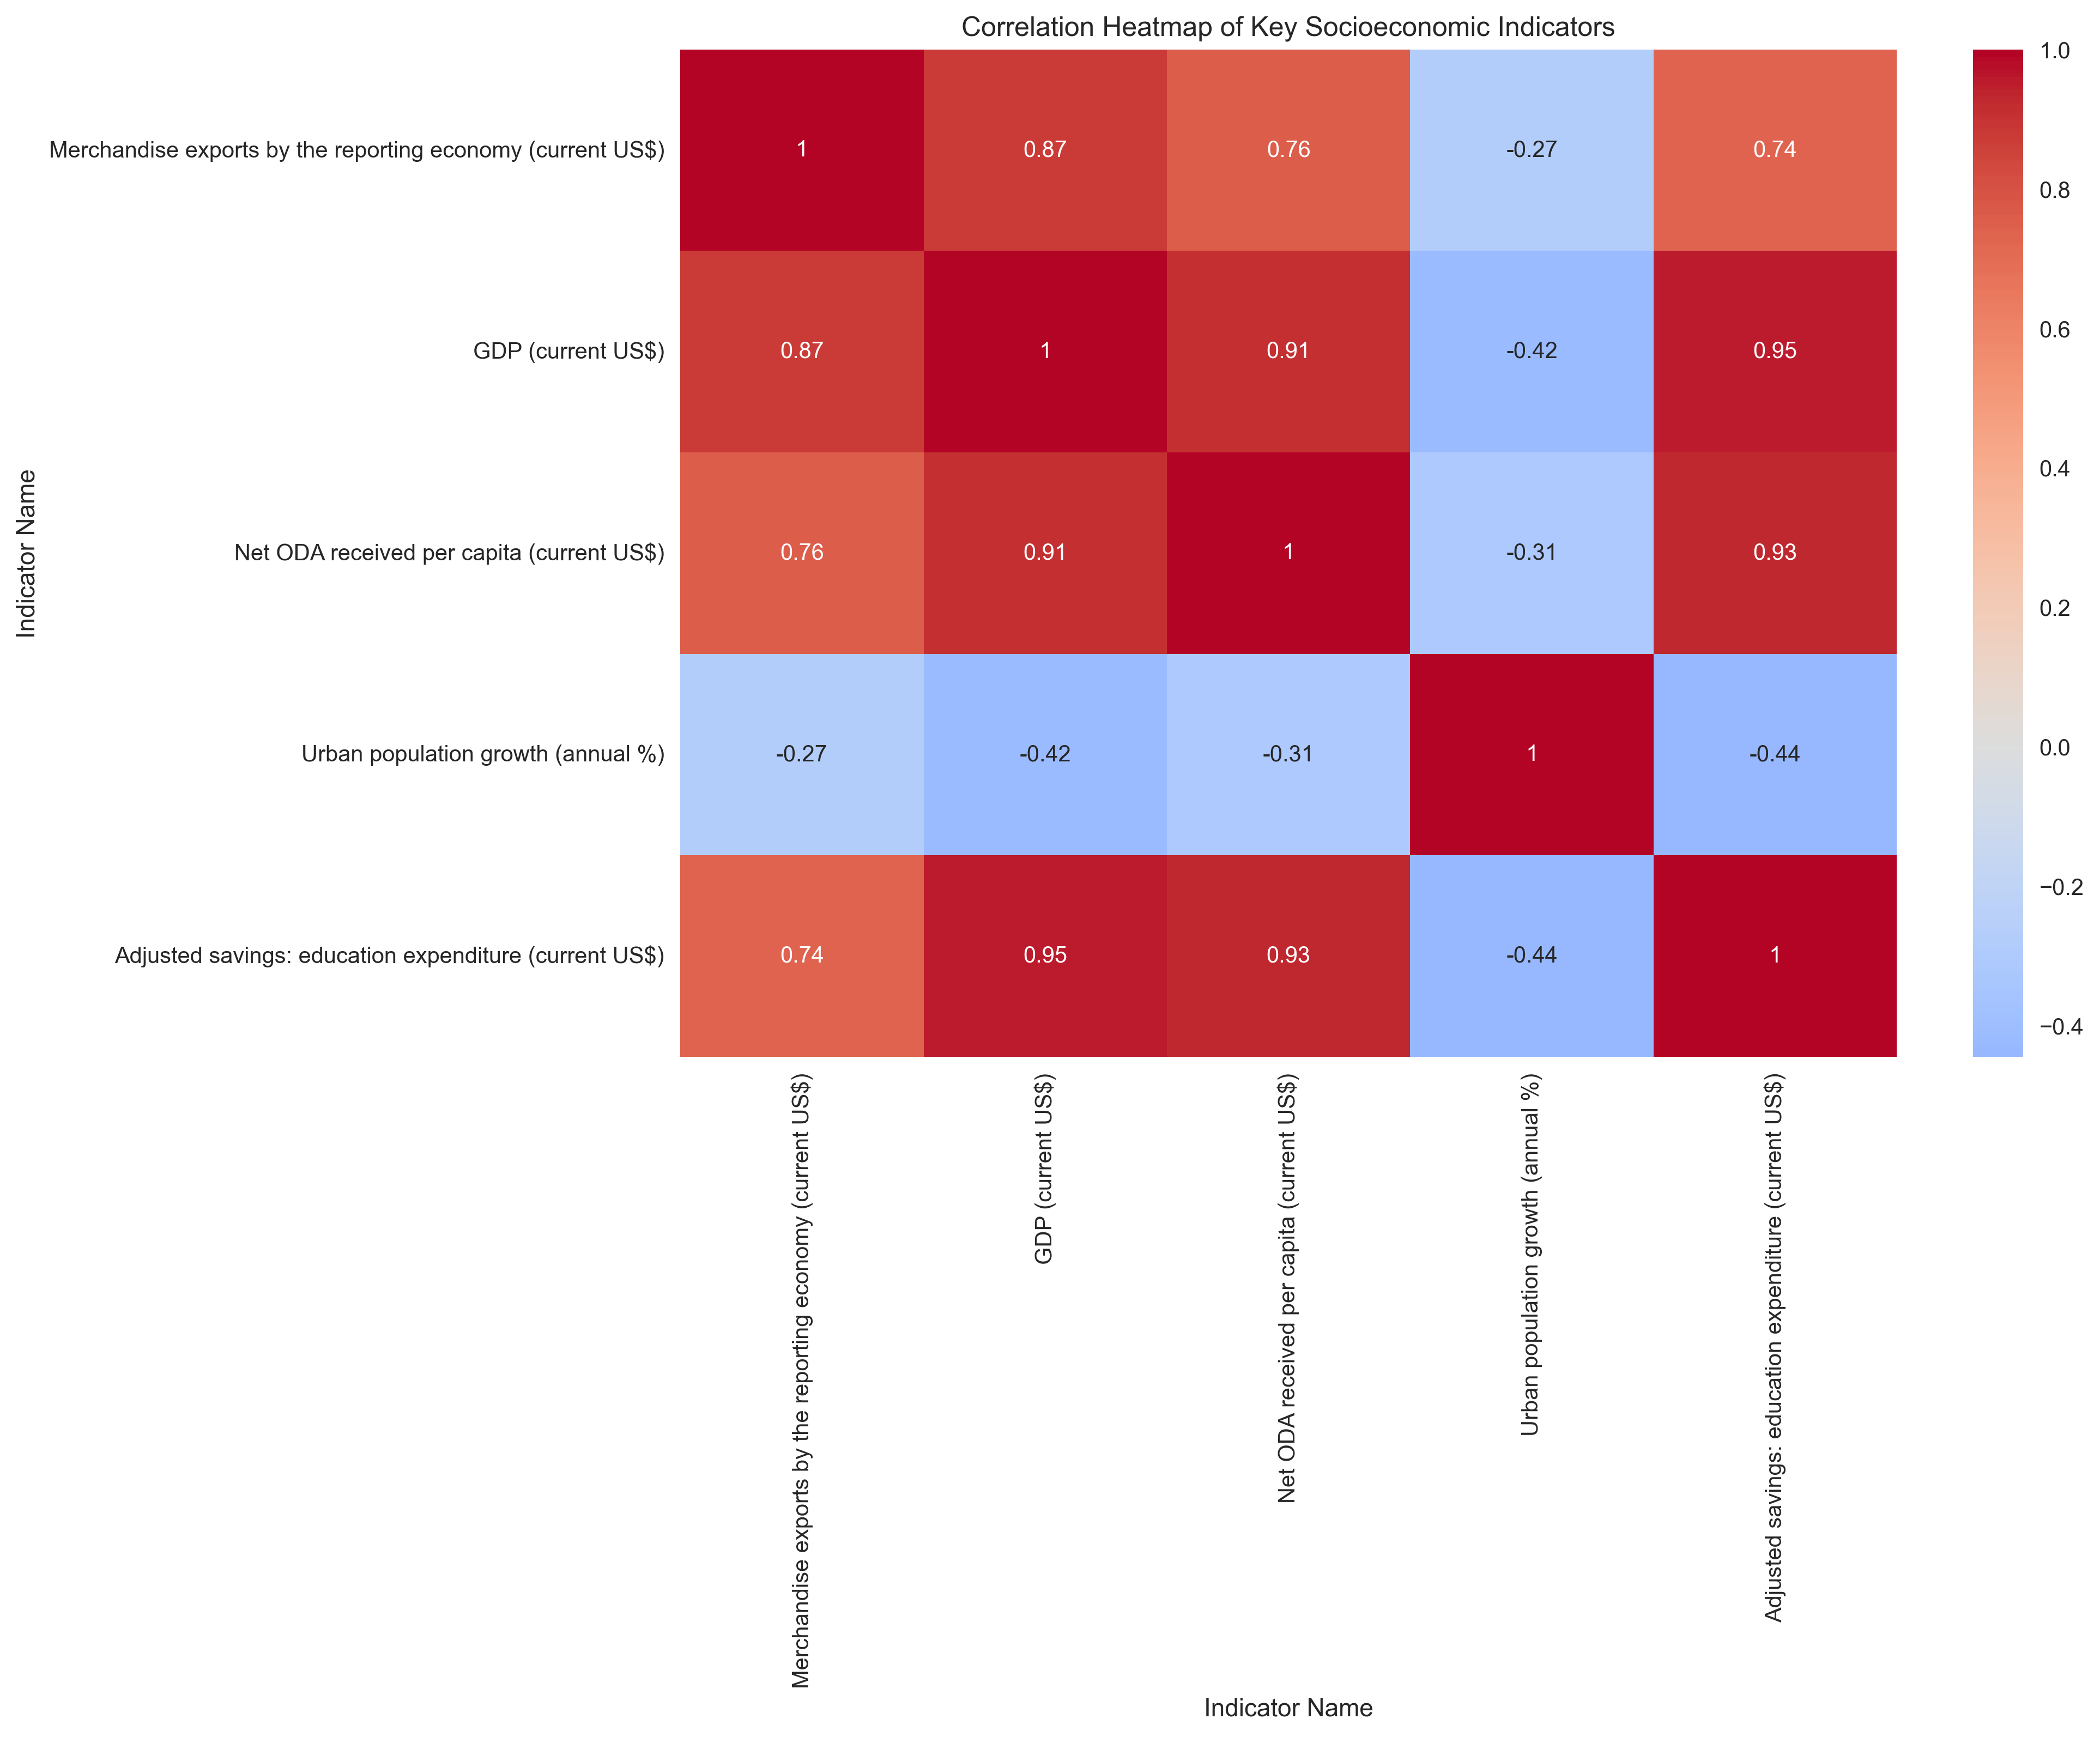 Correlation Heatmap of Key Socioeconomic Indicators
Indicator Name
Merchandise exports by the reporting economy (current US$)
1 0.87 0.76 -0.27 0.74
GDP (current US$)
0.87 1 0.91 -0.42 0.95
Net ODA received per capita (current US$)
0.76 0.91 1 -0.31 0.93
Urban population growth (annual %)
-0.27 -0.42 -0.31 1 -0.44
Adjusted savings: education expenditure (current US$)
0.74 0.95 0.93 -0.44 1
Merchandise exports by the reporting economy (current US$)
GDP (current US$)
Net ODA received per capita (current US$)
Urban population growth (annual %)
Adjusted savings: education expenditure (current US$)
Indicator Name
1.0
0.8
0.6
0.4
0.2
0.0
−0.2
−0.4